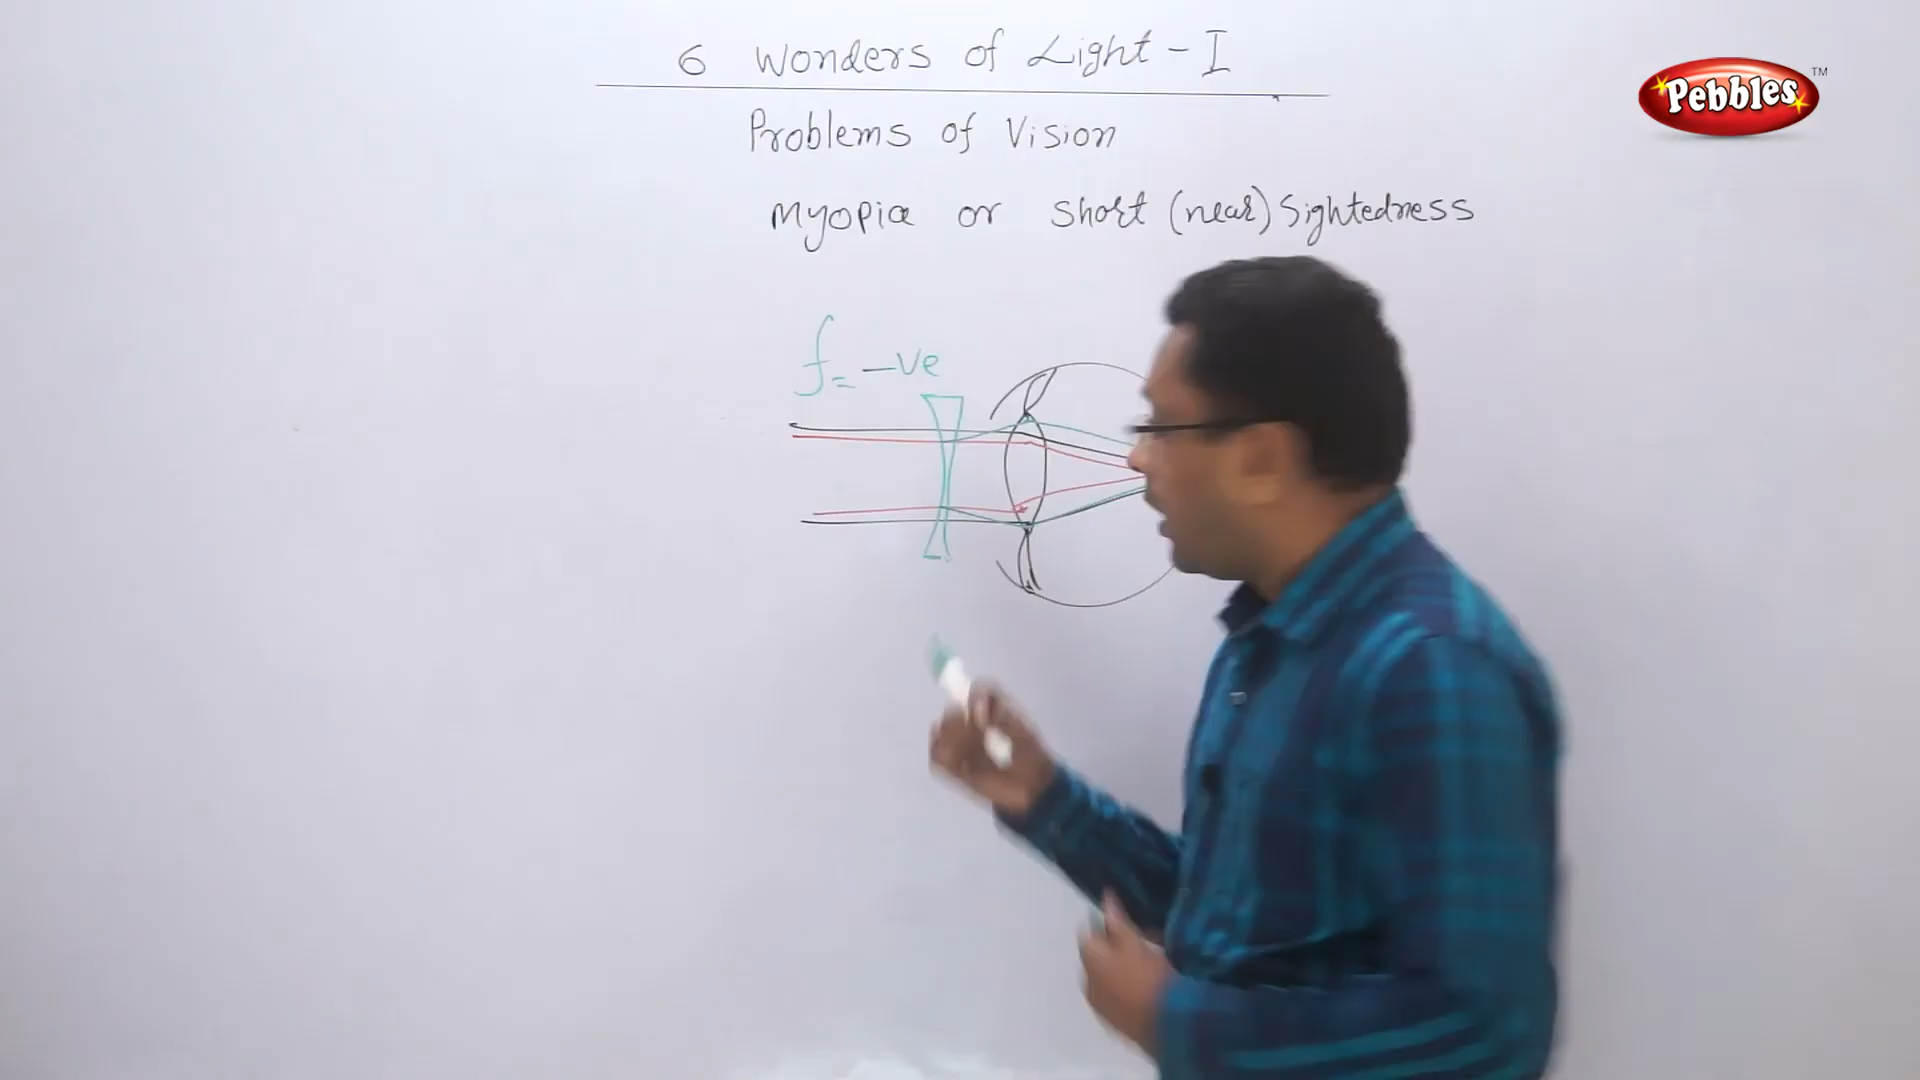 6 Wonders of Light - I
Pebbles TM
Problems of Vision
Myopia or short (near) Sightedness
f = -ve